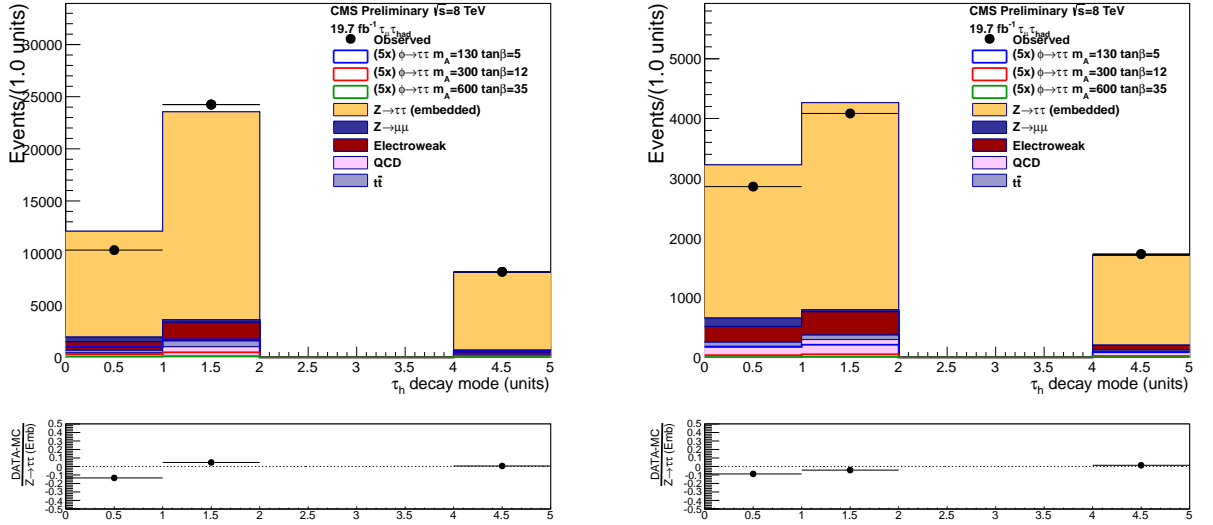 CMS Preliminary √s=8 TeV
19.7 fb⁻¹ τ_μτ_had
Observed
(5x) ϕ→ττ m_A=130 tanβ=5
(5x) ϕ→ττ m_A=300 tanβ=12
(5x) ϕ→ττ m_A=600 tanβ=35
Z→ττ (embedded)
Z→μμ
Electroweak
QCD
tt̄
Events/(1.0 units)
30000
25000
20000
15000
10000
5000
0
0 0.5 1 1.5 2 2.5 3 3.5 4 4.5 5
τ_h decay mode (units)
DATA-MC
Z→ττ (Emb)
0.5
0.4
0.3
0.2
0.1
0
-0.1
-0.2
-0.3
-0.4
-0.5
0 0.5 1 1.5 2 2.5 3 3.5 4 4.5 5
CMS Preliminary √s=8 TeV
19.7 fb⁻¹ τ_μτ_had
Observed
(5x) ϕ→ττ m_A=130 tanβ=5
(5x) ϕ→ττ m_A=300 tanβ=12
(5x) ϕ→ττ m_A=600 tanβ=35
Z→ττ (embedded)
Z→μμ
Electroweak
QCD
tt̄
Events/(1.0 units)
5000
4000
3000
2000
1000
0
0 0.5 1 1.5 2 2.5 3 3.5 4 4.5 5
τ_h decay mode (units)
DATA-MC
Z→ττ (Emb)
0.5
0.4
0.3
0.2
0.1
0
-0.1
-0.2
-0.3
-0.4
-0.5
0 0.5 1 1.5 2 2.5 3 3.5 4 4.5 5